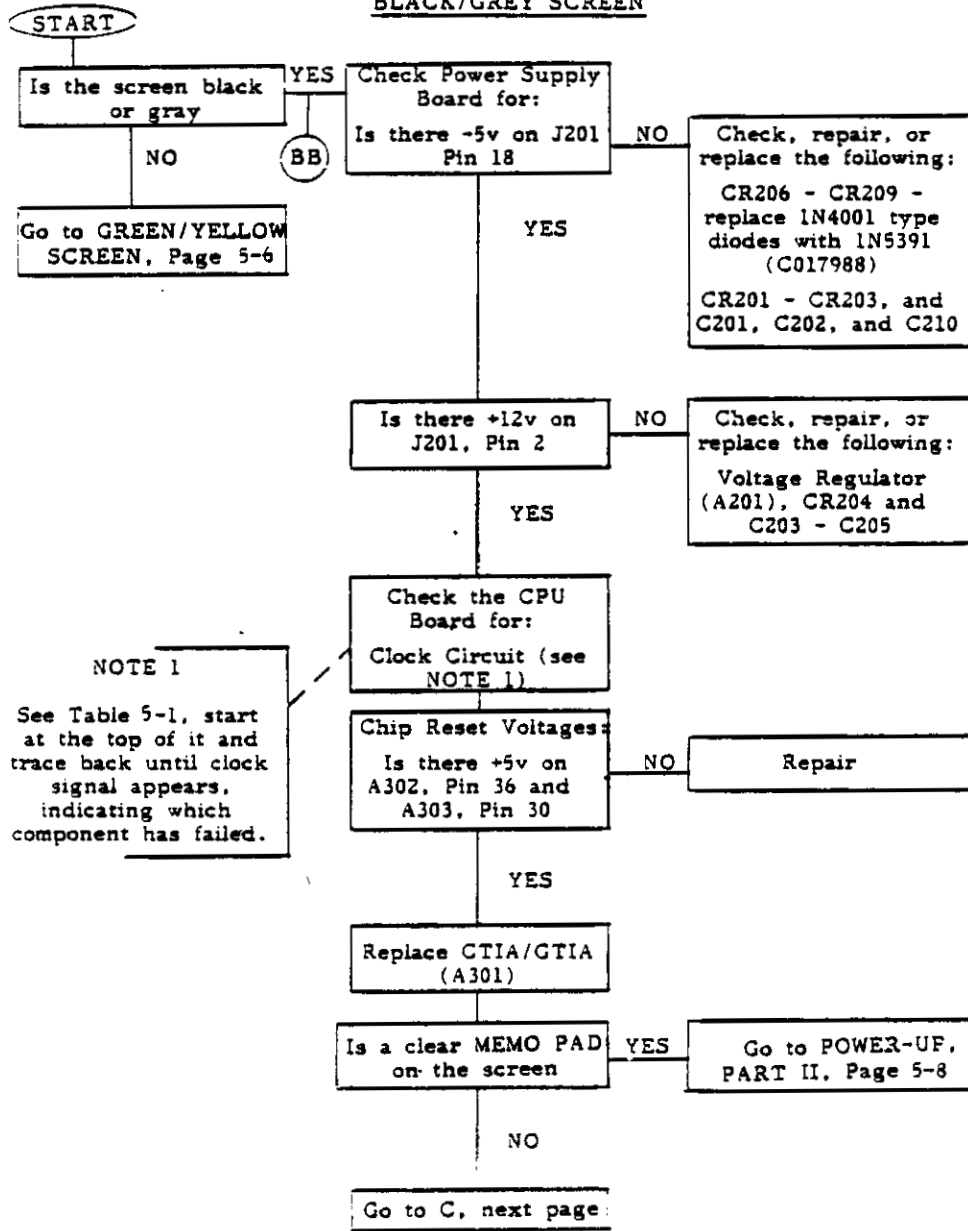 BLACK/GREY SCREEN
START
Is the screen black
or gray
YES
NO
BB
Go to GREEN/YELLOW
SCREEN, Page 5-6
Check Power Supply
Board for:
Is there -5v on J201
Pin 18
NO
YES
Check, repair, or
replace the following:
CR206 - CR209 -
replace 1N4001 type
diodes with 1N5391
(C017988)
CR201 - CR203, and
C201, C202, and C210
Is there +12v on
J201, Pin 2
NO
YES
Check, repair, or
replace the following:
Voltage Regulator
(A201), CR204 and
C203 - C205
Check the CPU
Board for:
Clock Circuit (see
NOTE 1)
NOTE 1
See Table 5-1, start
at the top of it and
trace back until clock
signal appears,
indicating which
component has failed.
Chip Reset Voltages:
Is there +5v on
A302, Pin 36 and
A303, Pin 30
NO
Repair
YES
Replace CTIA/GTIA
(A301)
Is a clear MEMO PAD
on the screen
YES
Go to POWER-UP,
PART II, Page 5-8
NO
Go to C, next page